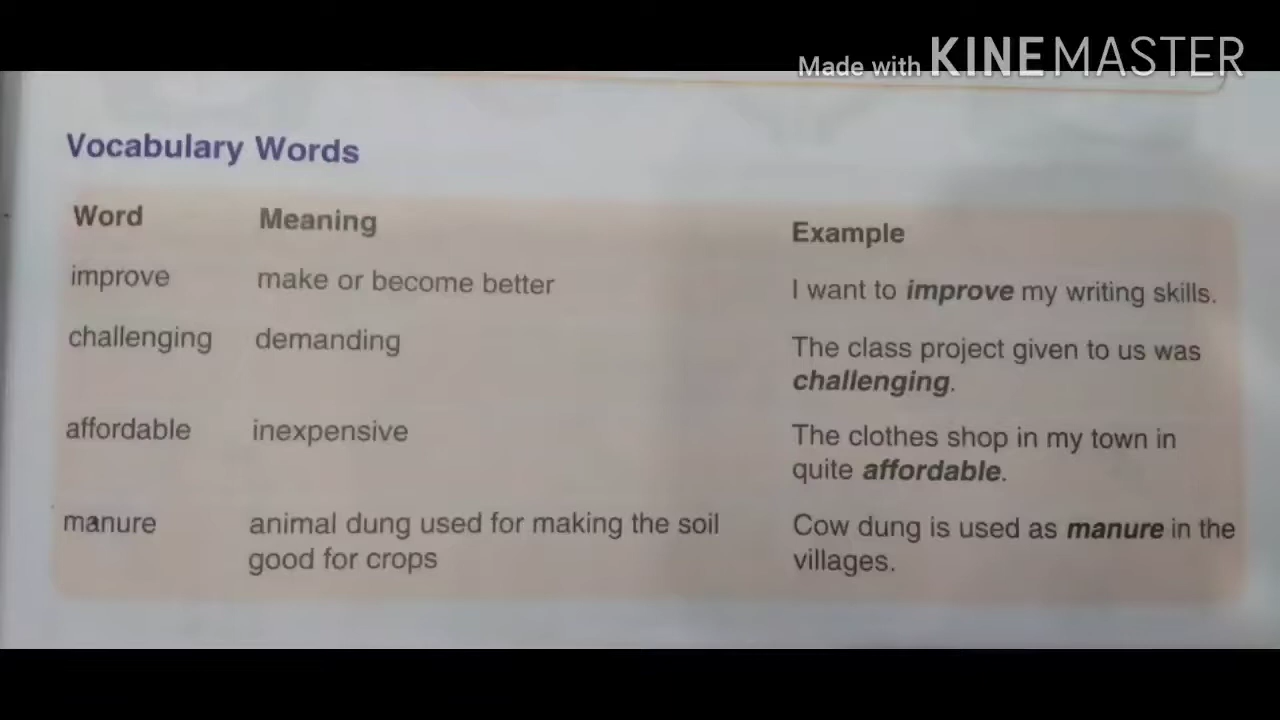 Made with KINEMASTER
Vocabulary Words
Word Meaning Example
improve make or become better I want to improve my writing skills.
challenging demanding The class project given to us was
challenging.
affordable inexpensive The clothes shop in my town in
quite affordable.
manure animal dung used for making the soil Cow dung is used as manure in the
good for crops villages.